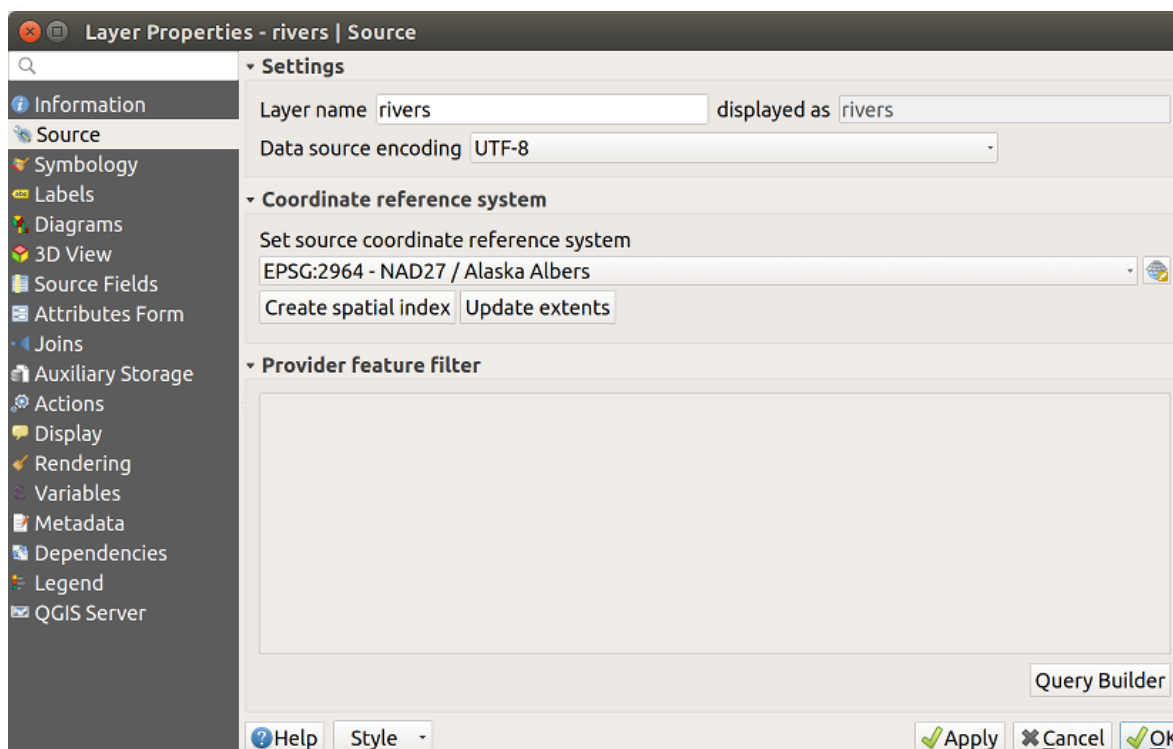 Layer Properties - rivers | Source
Information
Source
Symbology
Labels
Diagrams
3D View
Source Fields
Attributes Form
Joins
Auxiliary Storage
Actions
Display
Rendering
Variables
Metadata
Dependencies
Legend
QGIS Server
Settings
Layer name rivers displayed as rivers
Data source encoding UTF-8
Coordinate reference system
Set source coordinate reference system
EPSG:2964 - NAD27 / Alaska Albers
Create spatial index Update extents
Provider feature filter
Query Builder
Help Style Apply Cancel OK